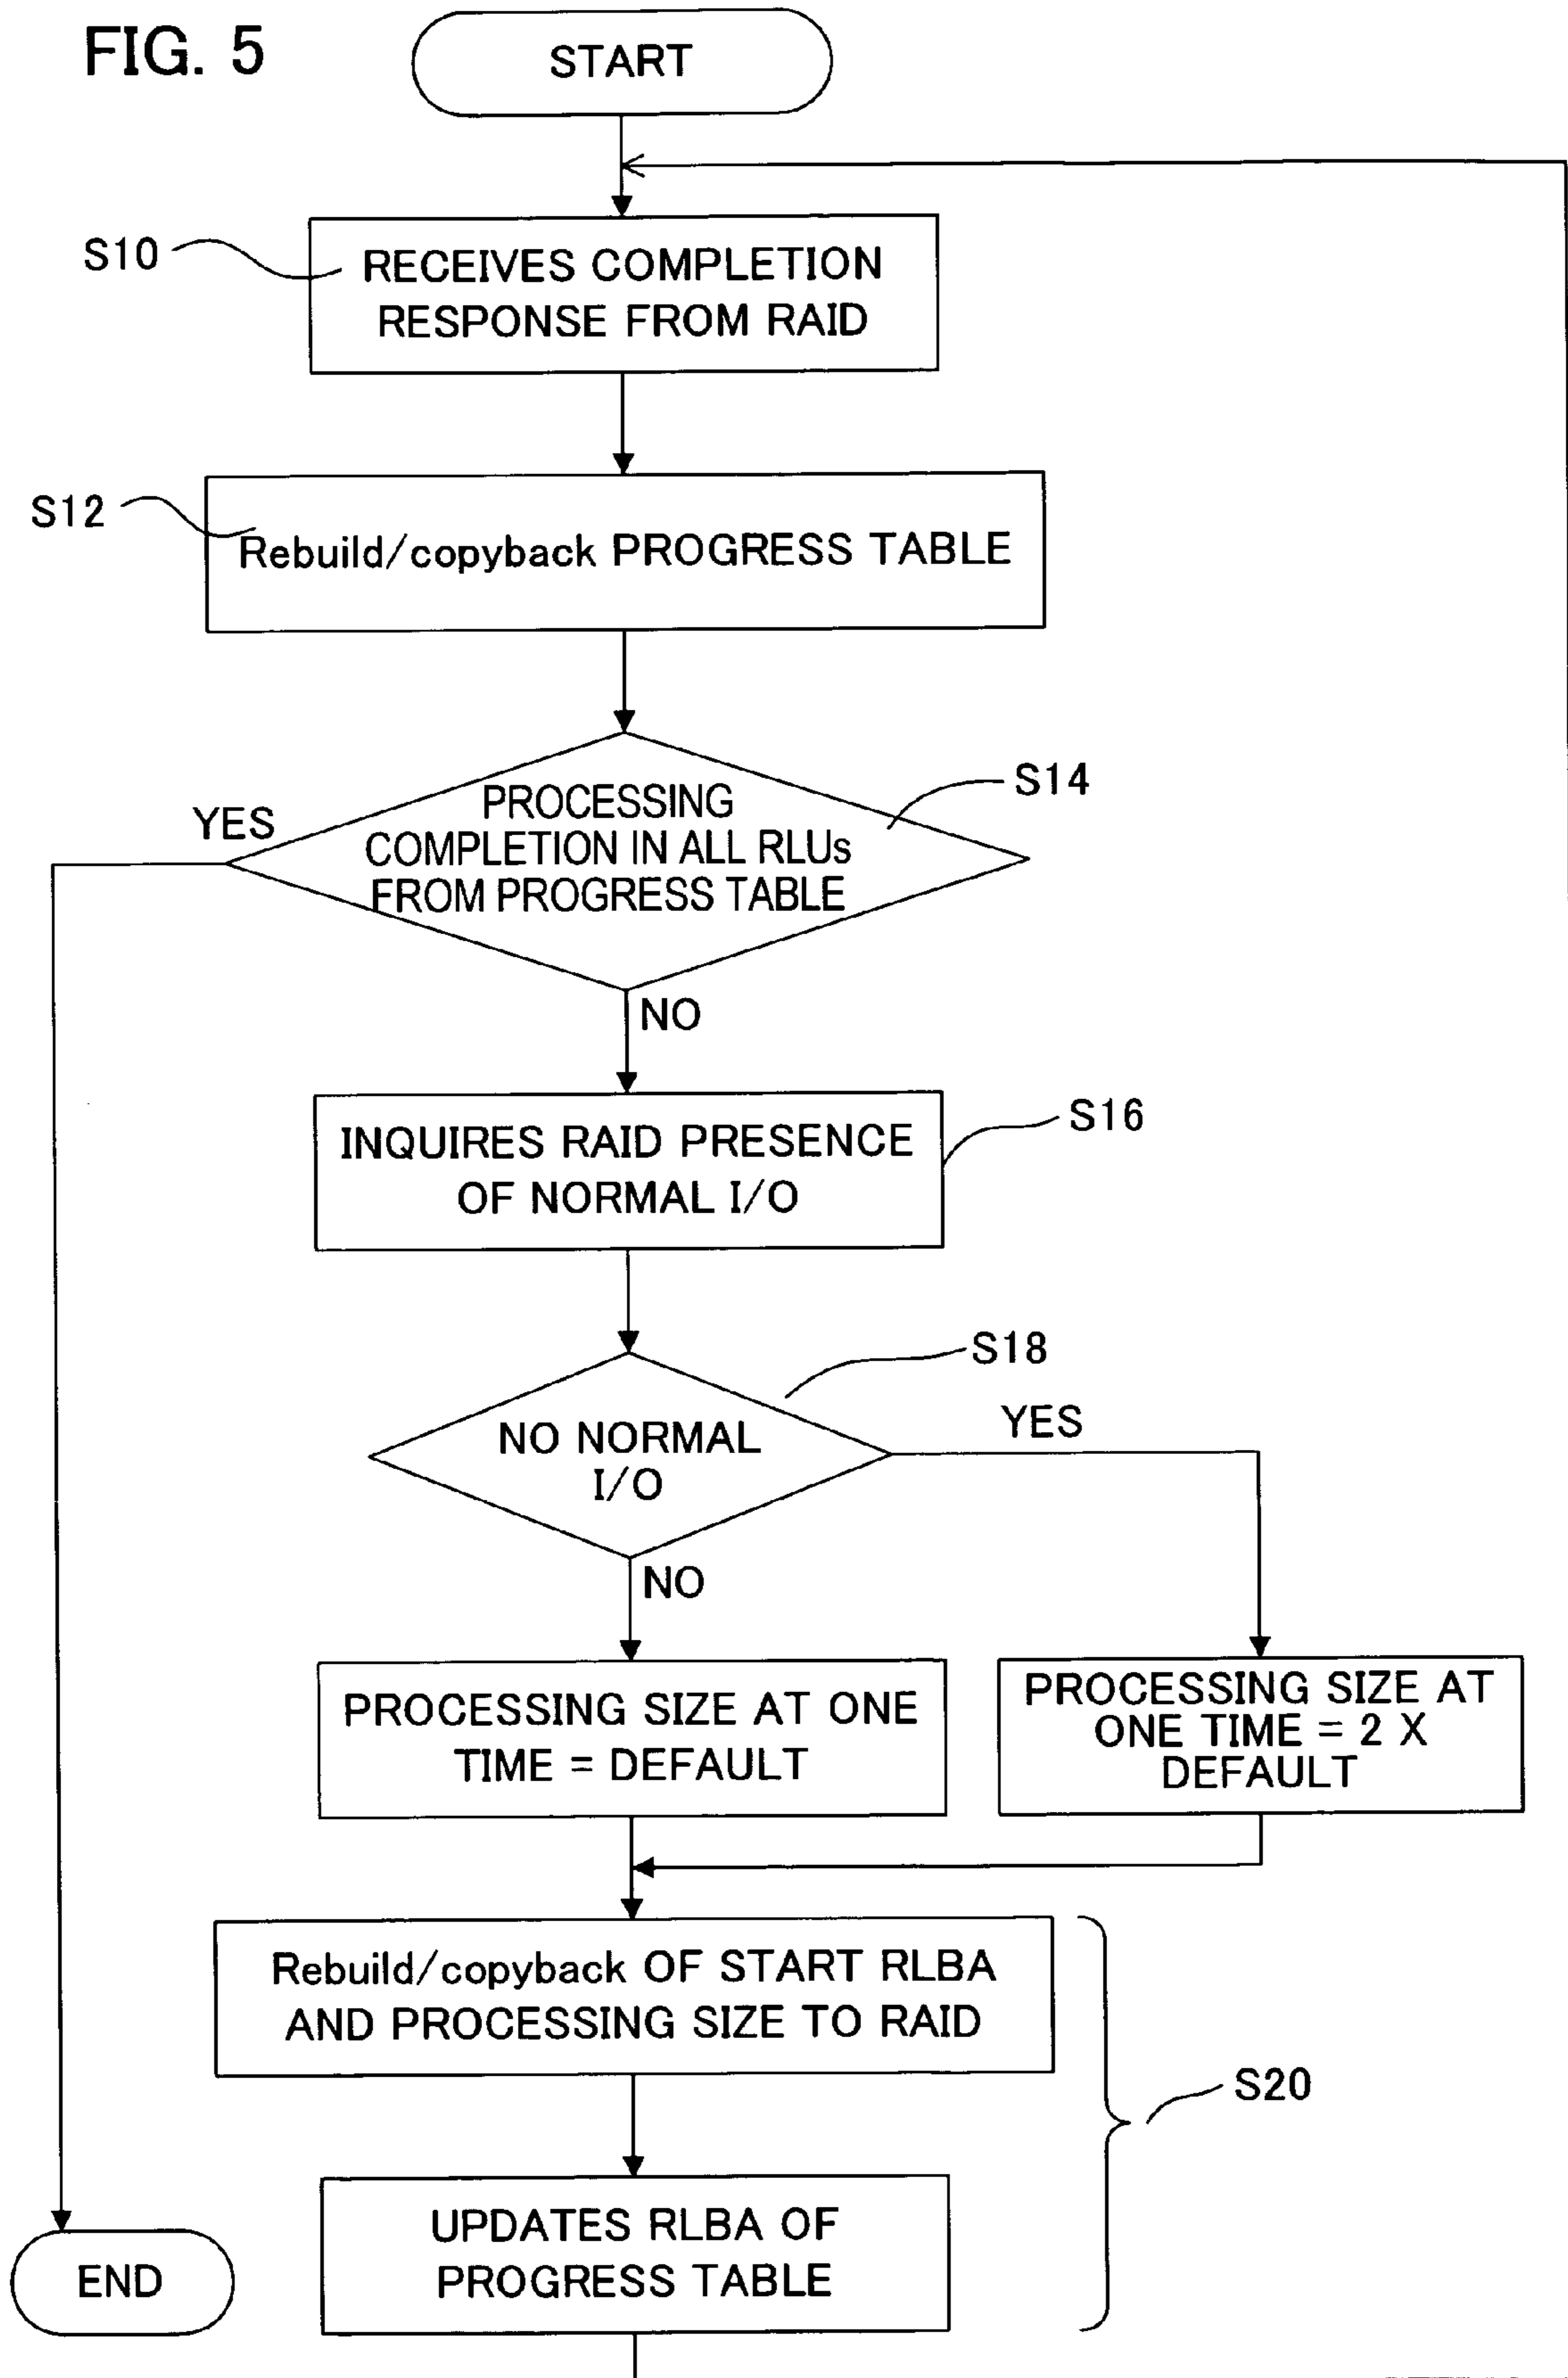 FIG. 5
START
S10
RECEIVES COMPLETION
RESPONSE FROM RAID
S12
Rebuild/copyback PROGRESS TABLE
S14
YES
PROCESSING
COMPLETION IN ALL RLUs
FROM PROGRESS TABLE
NO
S16
INQUIRES RAID PRESENCE
OF NORMAL I/O
S18
YES
NO NORMAL
I/O
NO
PROCESSING SIZE AT ONE
TIME = DEFAULT
PROCESSING SIZE AT
ONE TIME = 2 X
DEFAULT
Rebuild/copyback OF START RLBA
AND PROCESSING SIZE TO RAID
S20
UPDATES RLBA OF
PROGRESS TABLE
END